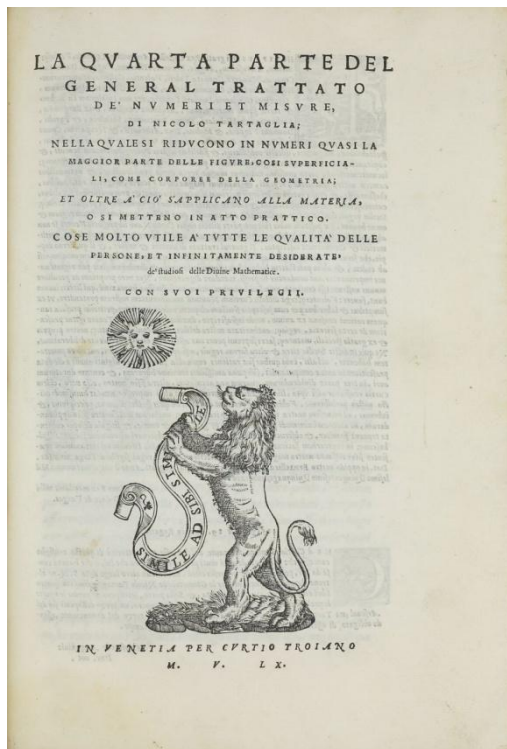 LA QVARTA PARTE DEL
GENERAL TRATTATO
DE' NVMERI ET MISVRE,
DI NICOLO TARTAGLIA;
NELLA QVALE SI RIDVCONO IN NVMERI QVASI LA
MAGGIOR PARTE DELLE FIGVRE, COSI SVPERFICIA-
LI, COME CORPOREE DELLA GEOMETRIA;
ET OLTRE A' CIO' S'APPLICANO ALLA MATERIA,
O SI METTENO IN ATTO PRATTICO.
COSE MOLTO VTILE A' TVTTE LE QVALITA' DELLE
PERSONE, ET INFINITAMENTE DESIDERATE'
de' studiosi delle Diuine Mathematice.
CON SVOI PRIVILEGII.
SIMILE AD SIBI SIMILE
IN VENETIA PER CVRTIO TROIANO
M. V. LX.